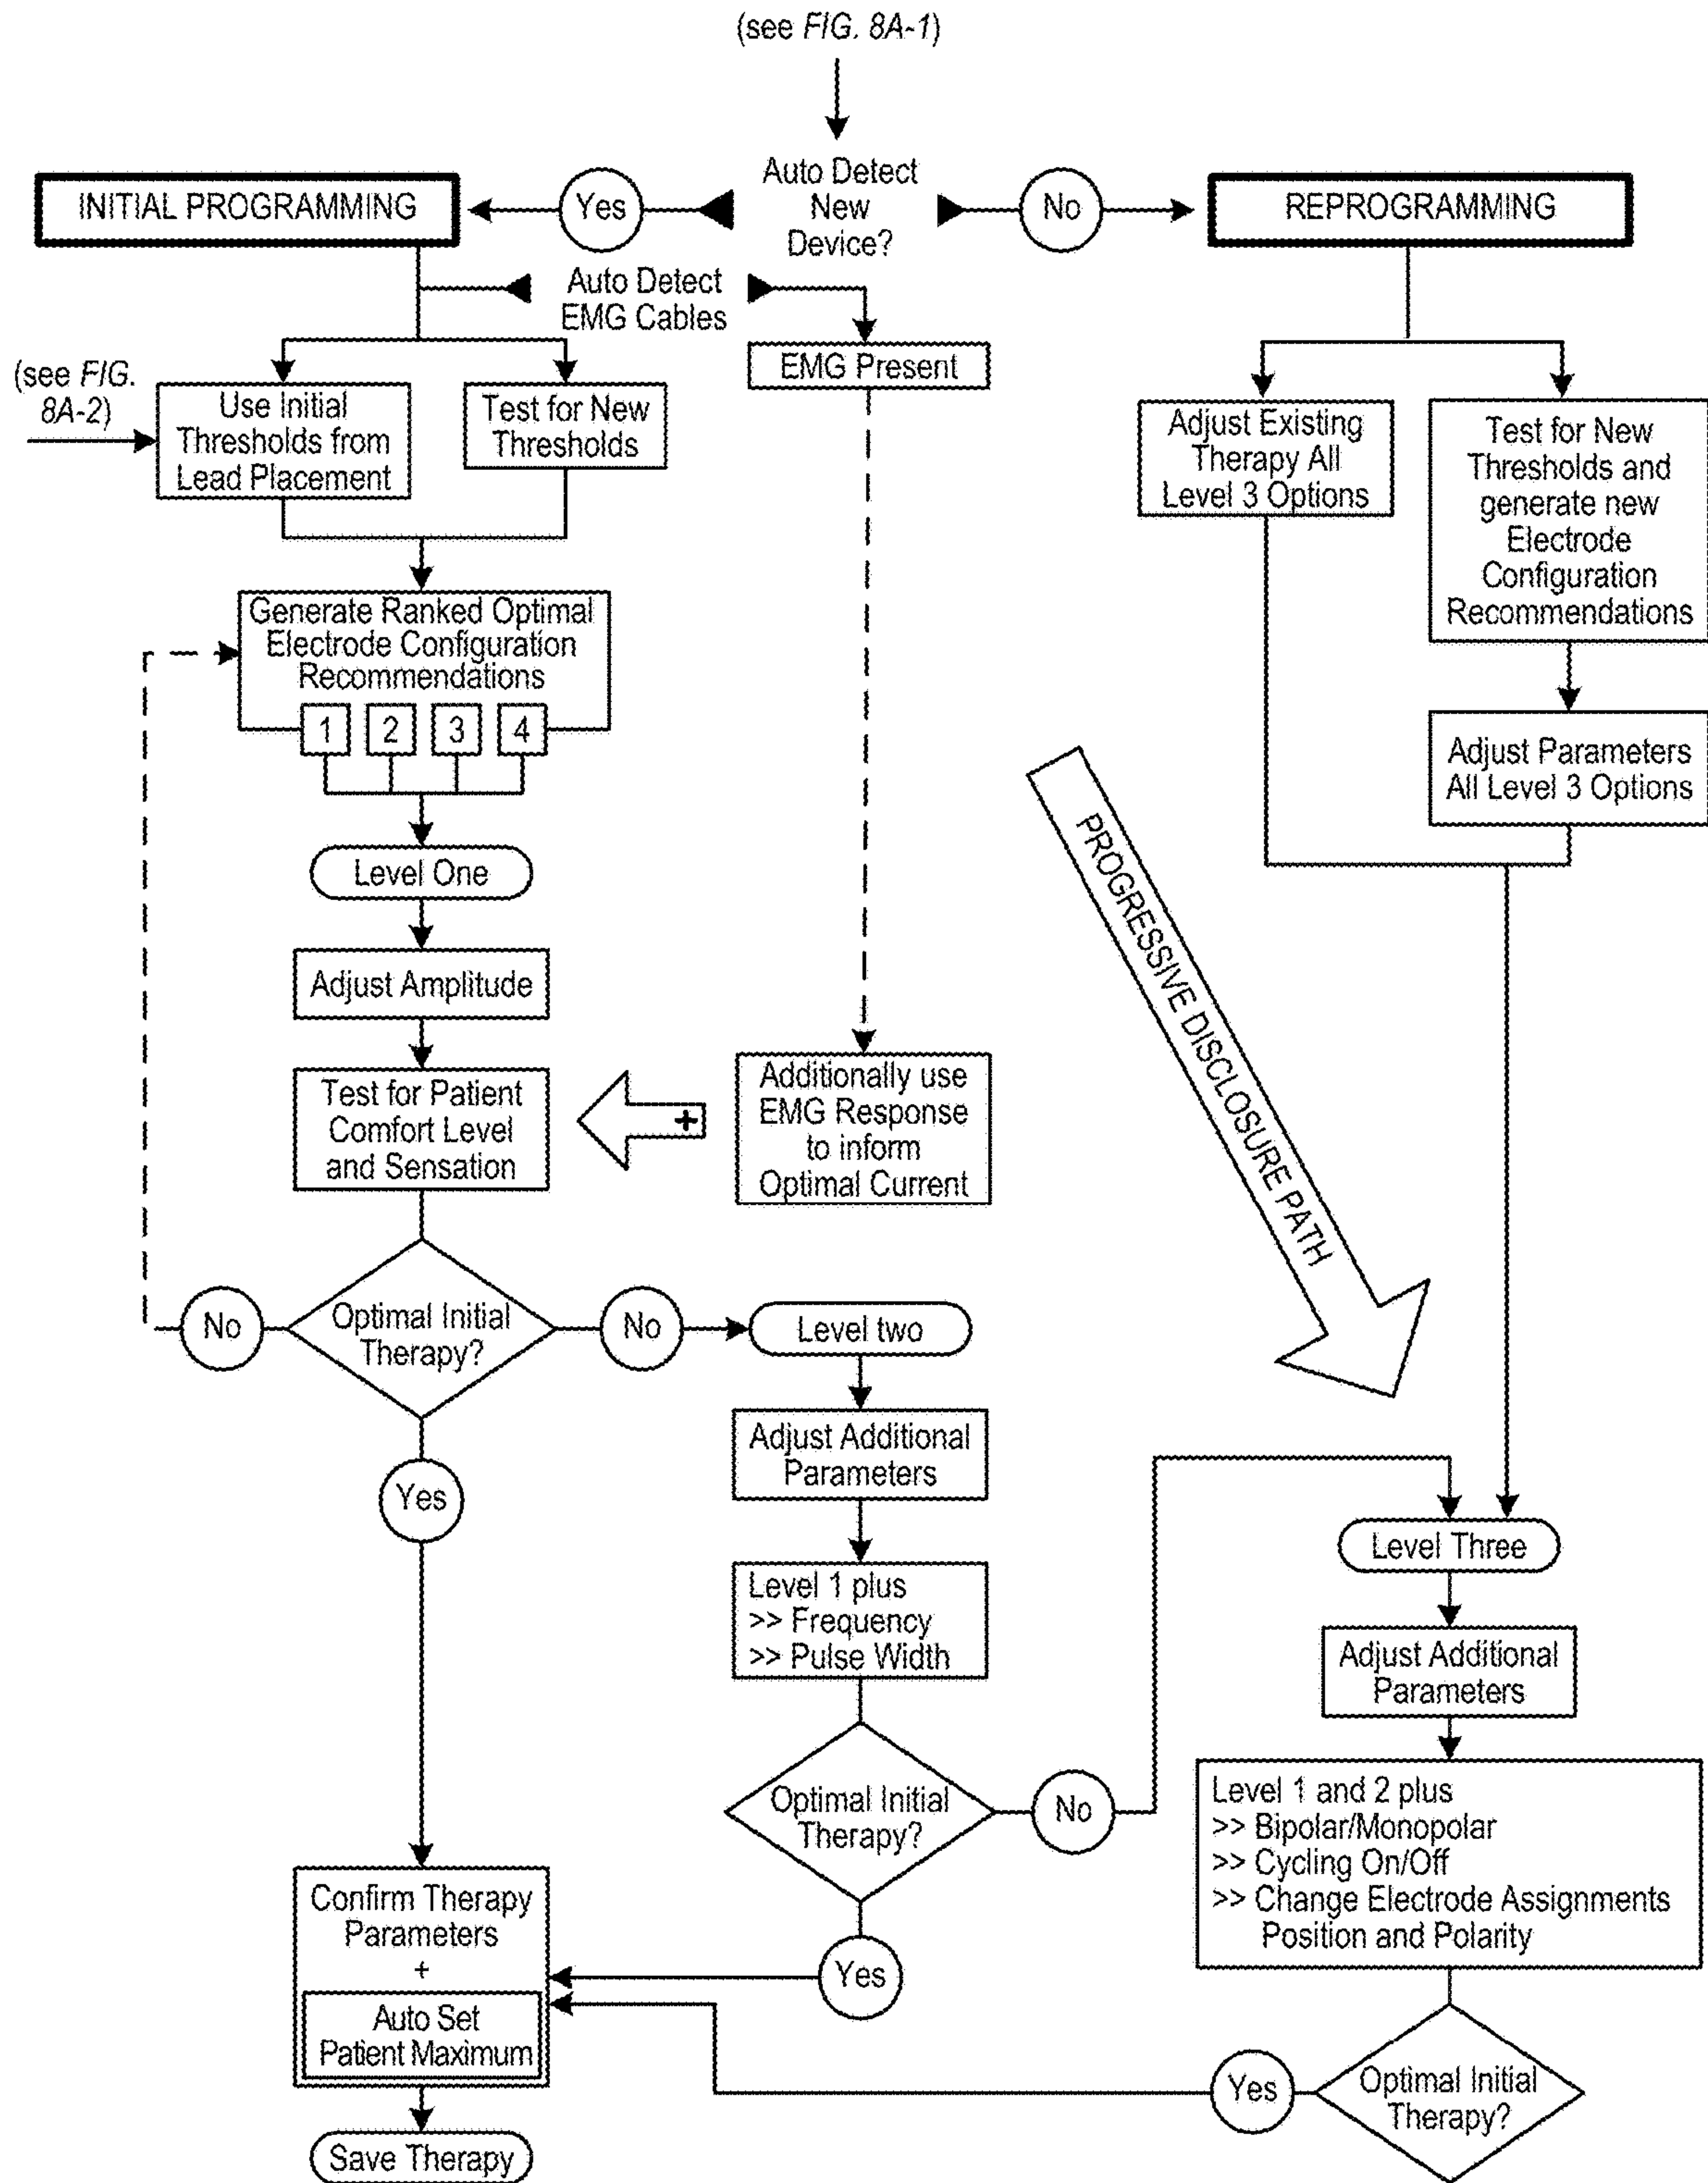 (see FIG. 8A-1)
Auto Detect
New
Device?
Yes
No
INITIAL PROGRAMMING
REPROGRAMMING
Auto Detect
EMG Cables
EMG Present
(see FIG.
8A-2)
Use Initial
Thresholds from
Lead Placement
Test for New
Thresholds
Adjust Existing
Therapy All
Level 3 Options
Test for New
Thresholds and
generate new
Electrode
Configuration
Recommendations
Generate Ranked Optimal
Electrode Configuration
Recommendations
1 2 3 4
Adjust Parameters
All Level 3 Options
PROGRESSIVE DISCLOSURE PATH
Level One
Adjust Amplitude
Test for Patient
Comfort Level
and Sensation
+
Additionally use
EMG Response
to inform
Optimal Current
No
Optimal Initial
Therapy?
No
Level two
Yes
Adjust Additional
Parameters
Level 1 plus
>> Frequency
>> Pulse Width
Optimal Initial
Therapy?
No
Yes
Level Three
Adjust Additional
Parameters
Level 1 and 2 plus
>> Bipolar/Monopolar
>> Cycling On/Off
>> Change Electrode Assignments
Position and Polarity
Optimal Initial
Therapy?
Yes
Confirm Therapy
Parameters
+
Auto Set
Patient Maximum
Save Therapy